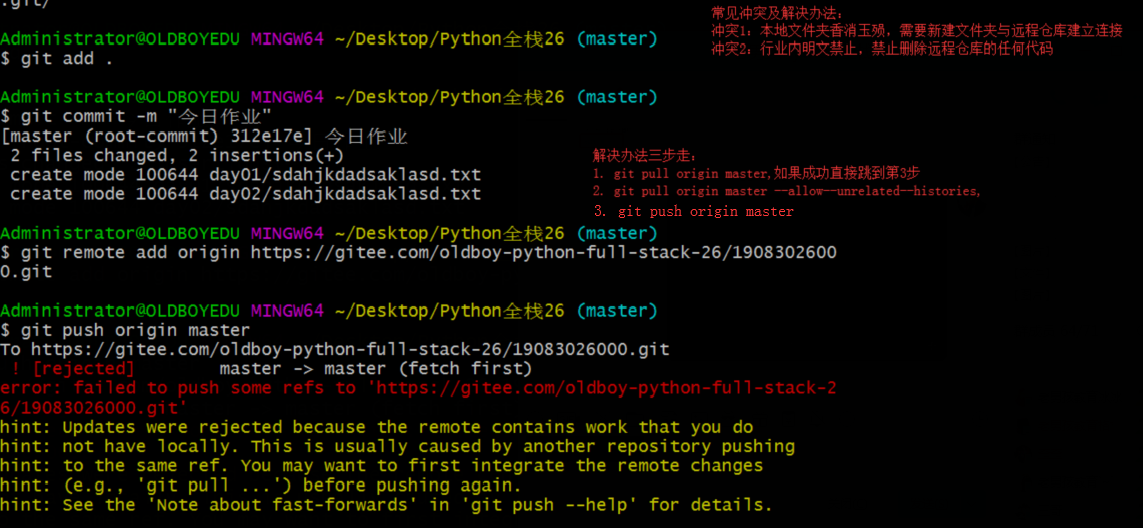 .git/
常见冲突及解决办法：
冲突1：本地文件夹香消玉殒，需要新建文件夹与远程仓库建立连接
冲突2：行业内明文禁止，禁止删除远程仓库的任何代码
Administrator@OLDBOYEDU MINGW64 ~/Desktop/Python全栈26 (master)
$ git add .
Administrator@OLDBOYEDU MINGW64 ~/Desktop/Python全栈26 (master)
$ git commit -m "今日作业"
[master (root-commit) 312e17e] 今日作业
2 files changed, 2 insertions(+)
create mode 100644 day01/sdahjkdadsaklasd.txt
create mode 100644 day02/sdahjkdadsaklasd.txt
解决办法三步走：
1. git pull origin master,如果成功直接跳到第3步
2. git pull origin master --allow--unrelated--histories,
3. git push origin master
Administrator@OLDBOYEDU MINGW64 ~/Desktop/Python全栈26 (master)
$ git remote add origin https://gitee.com/oldboy-python-full-stack-26/1908302600
0.git
Administrator@OLDBOYEDU MINGW64 ~/Desktop/Python全栈26 (master)
$ git push origin master
To https://gitee.com/oldboy-python-full-stack-26/19083026000.git
! [rejected] master -> master (fetch first)
error: failed to push some refs to 'https://gitee.com/oldboy-python-full-stack-2
6/19083026000.git'
hint: Updates were rejected because the remote contains work that you do
hint: not have locally. This is usually caused by another repository pushing
hint: to the same ref. You may want to first integrate the remote changes
hint: (e.g., 'git pull ...') before pushing again.
hint: See the 'Note about fast-forwards' in 'git push --help' for details.